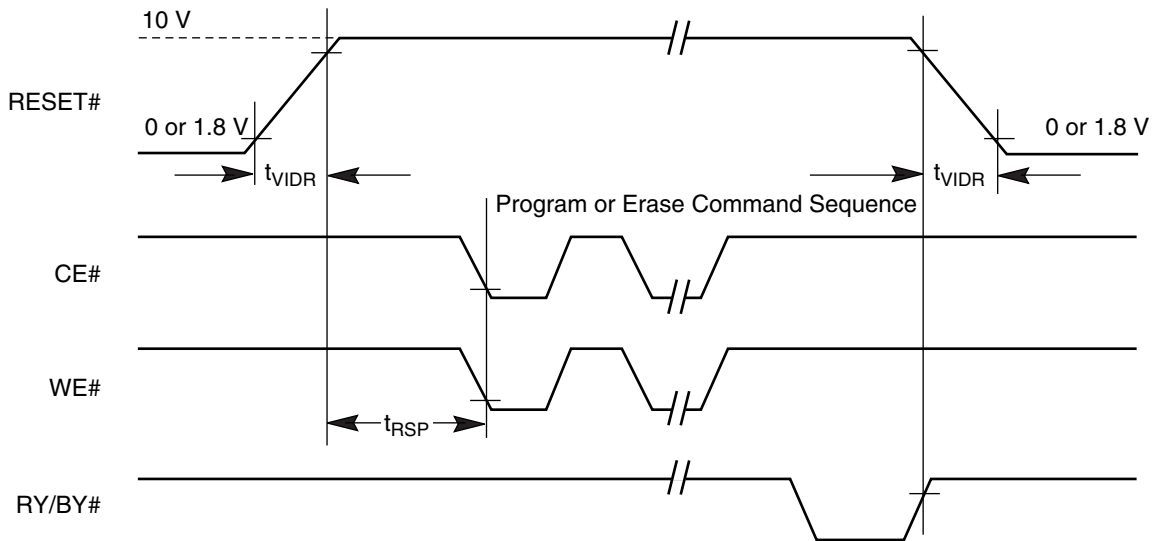 10 V
RESET#
0 or 1.8 V
0 or 1.8 V
tVIDR
tVIDR
Program or Erase Command Sequence
CE#
WE#
tRSP
RY/BY#